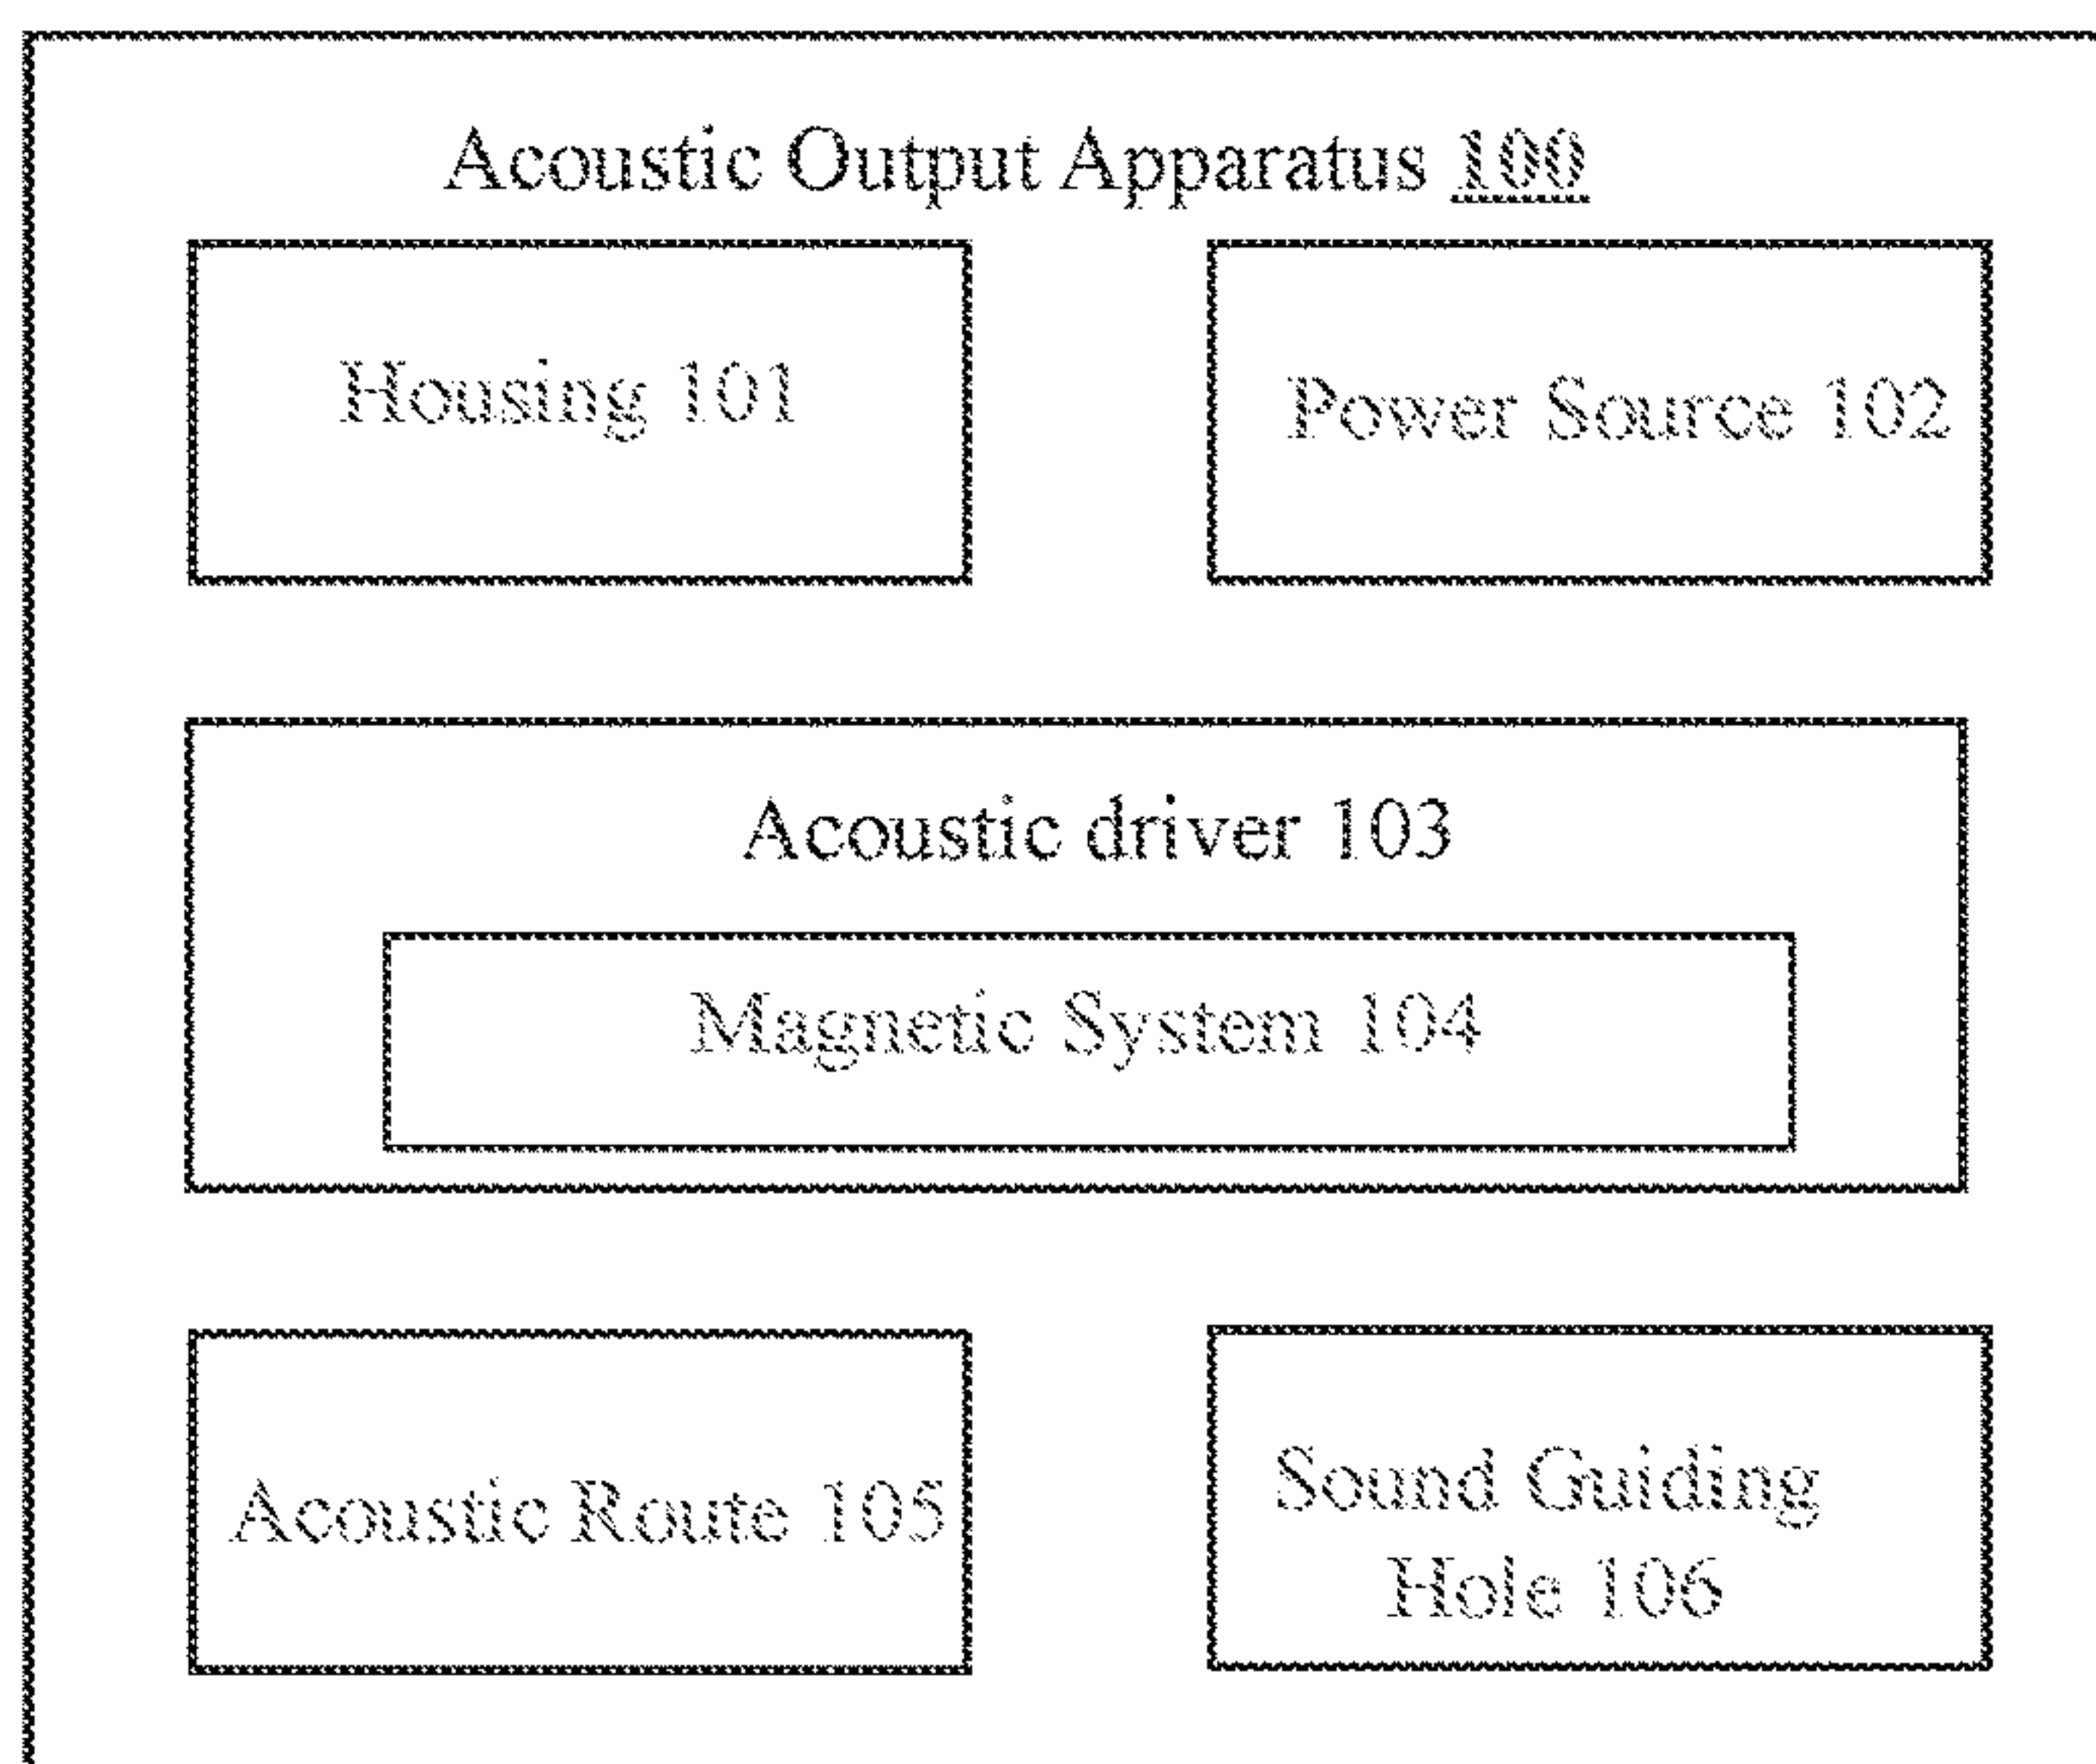 Acoustic Output Apparatus 100
Housing 101
Power Source 102
Acoustic driver 103
Magnetic System 104
Acoustic Route 105
Sound Guiding
Hole 106